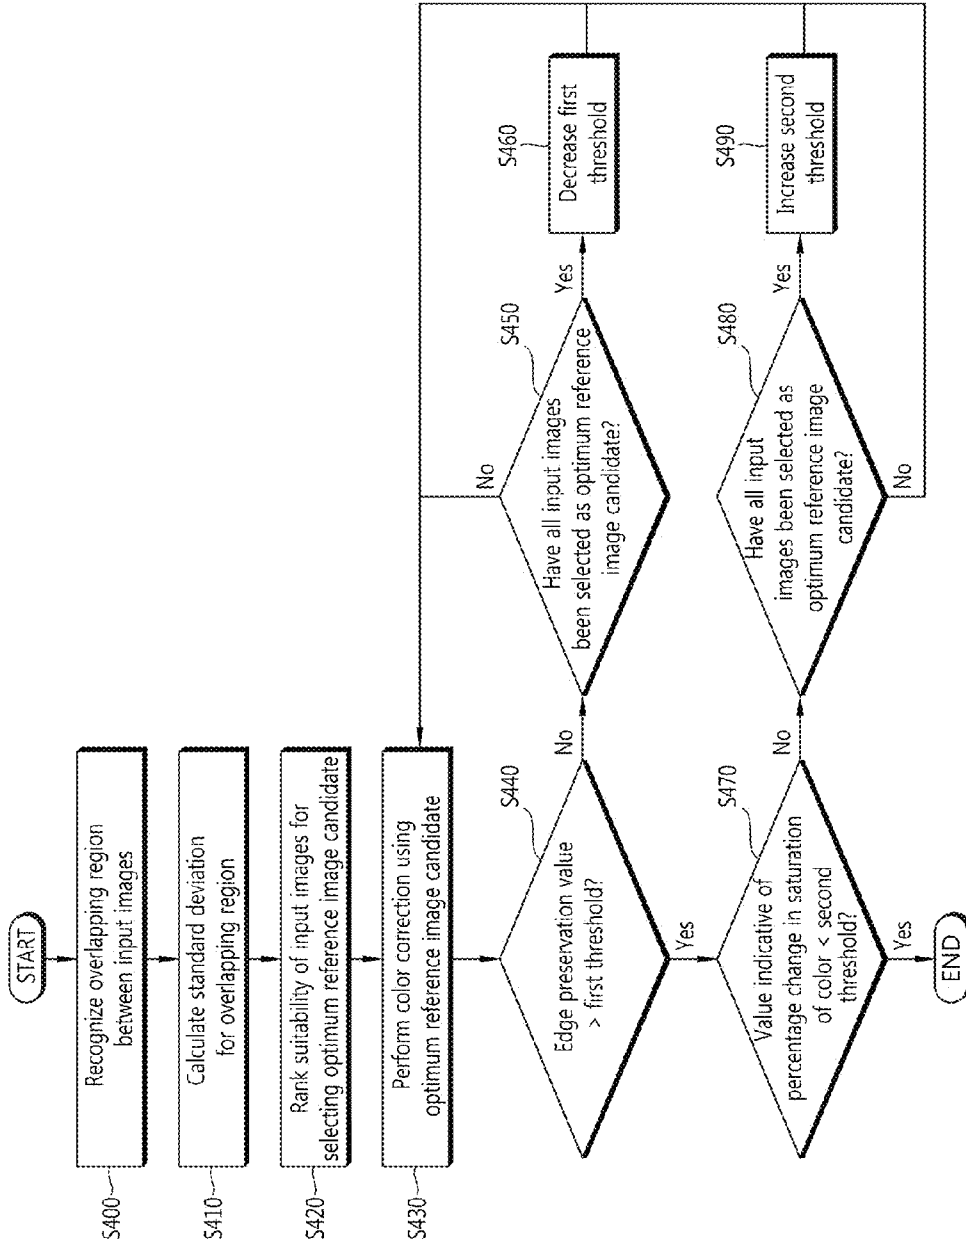 START
Recognize overlapping region
between input images
S400
Calculate standard deviation
for overlapping region
S410
Rank suitability of input images for
selecting optimum reference image candidate
S420
Perform color correction using
optimum reference image candidate
S430
S440
Edge preservation value
> first threshold?
No
Yes
S450
Have all input images
been selected as optimum reference
image candidate?
No
Yes
S460
Decrease first
threshold
S470
Value indicative of
percentage change in saturation
of color < second
threshold?
No
Yes
S480
Have all input
images been selected as
optimum reference image
candidate?
Yes
No
S490
Increase second
threshold
END